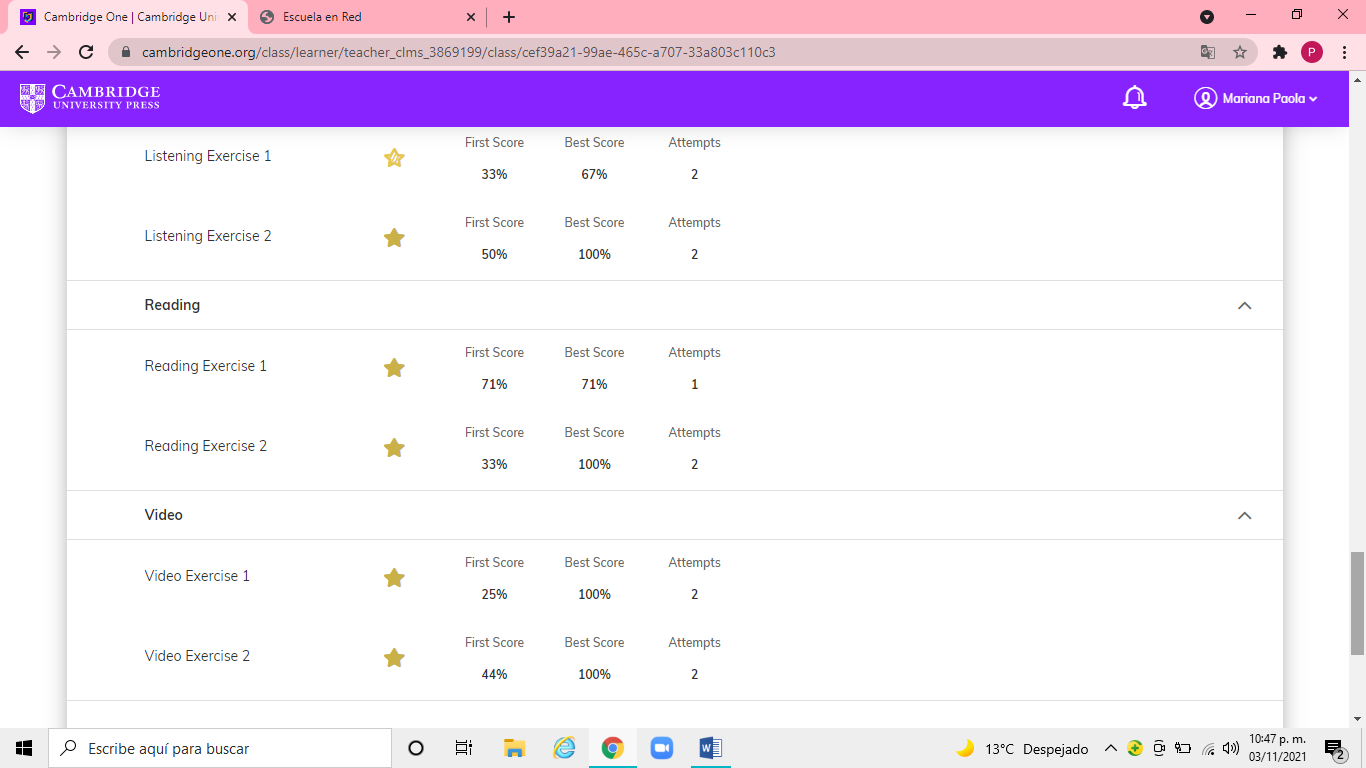 Cambridge One | Cambridge Uni
Escuela en Red
P
cambridgeone.org/class/learner/teacher_clms_3869199/class/cef39a21-99ae-465c-a707-33a803c110c3
CAMBRIDGE
UNIVERSITY PRESS
Mariana Paola
First Score Best Score Attempts
Listening Exercise 1
33% 67% 2
First Score Best Score Attempts
Listening Exercise 2
50% 100% 2
Reading
First Score Best Score Attempts
Reading Exercise 1
71% 71% 1
First Score Best Score Attempts
Reading Exercise 2
33% 100% 2
Video
First Score Best Score Attempts
Video Exercise 1
25% 100% 2
First Score Best Score Attempts
Video Exercise 2
44% 100% 2
Escribe aquí para buscar
13°C Despejado
10:47 p. m.
03/11/2021
2